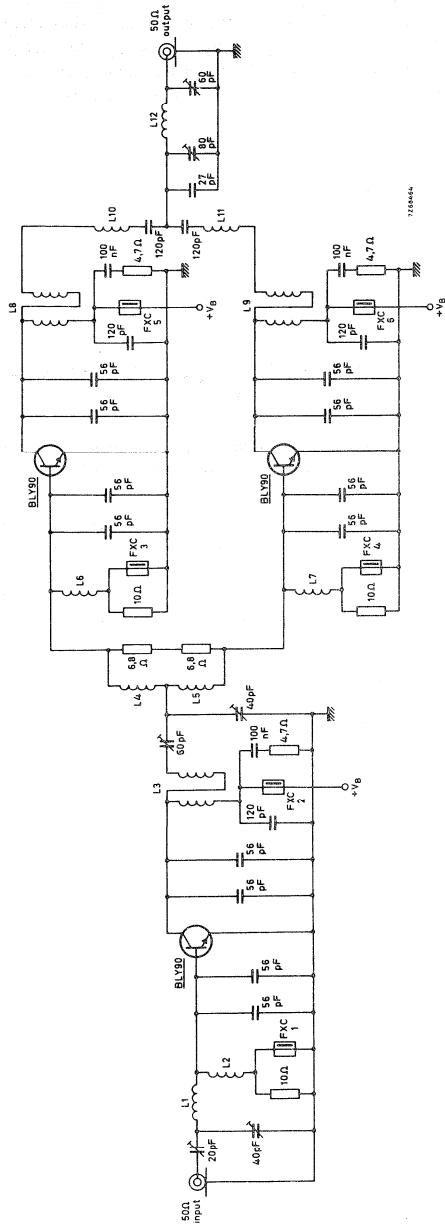 50Ω
input
20pF
40pF
L1
L2
10Ω
FXC
1
56
pF
56
pF
BLY90
56
pF
56
pF
L3
120
pF
FXC
2
+VB
100
nF
4,7Ω
60pF
40pF
L4
L5
6,8
Ω
6,8
Ω
L6
10Ω
FXC
3
56
pF
56
pF
BLY90
56
pF
56
pF
L8
120
pF
FXC
5
+VB
100
nF
4,7Ω
L10
120pF
L7
10Ω
FXC
4
56
pF
56
pF
BLY90
56
pF
56
pF
L9
120
pF
FXC
6
+VB
100
nF
4,7Ω
L11
120pF
27
pF
80
pF
L12
60
pF
50Ω
output
7Z68464